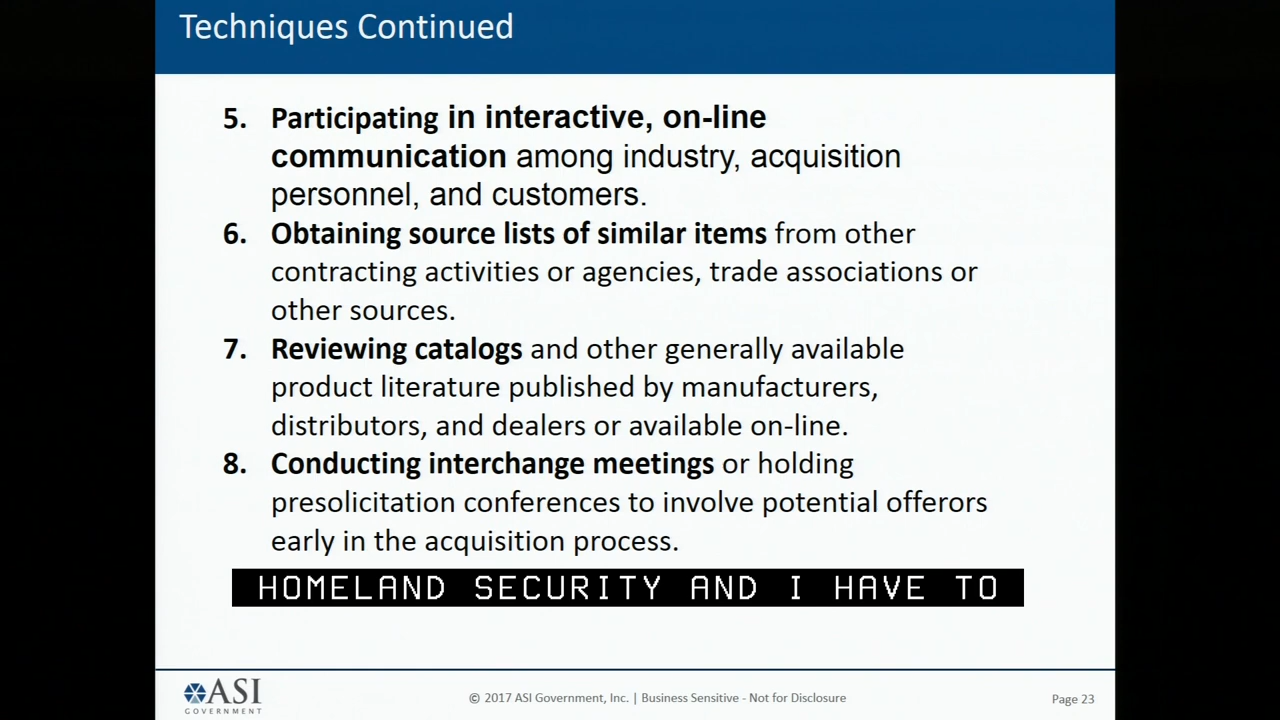 Techniques Continued
5. Participating in interactive, on-line
communication among industry, acquisition
personnel, and customers.
6. Obtaining source lists of similar items from other
contracting activities or agencies, trade associations or
other sources.
7. Reviewing catalogs and other generally available
product literature published by manufacturers,
distributors, and dealers or available on-line.
8. Conducting interchange meetings or holding
presolicitation conferences to involve potential offerors
early in the acquisition process.
HOMELAND SECURITY AND I HAVE TO
ASI
GOVERNMENT
© 2017 ASI Government, Inc. | Business Sensitive - Not for Disclosure
Page 23